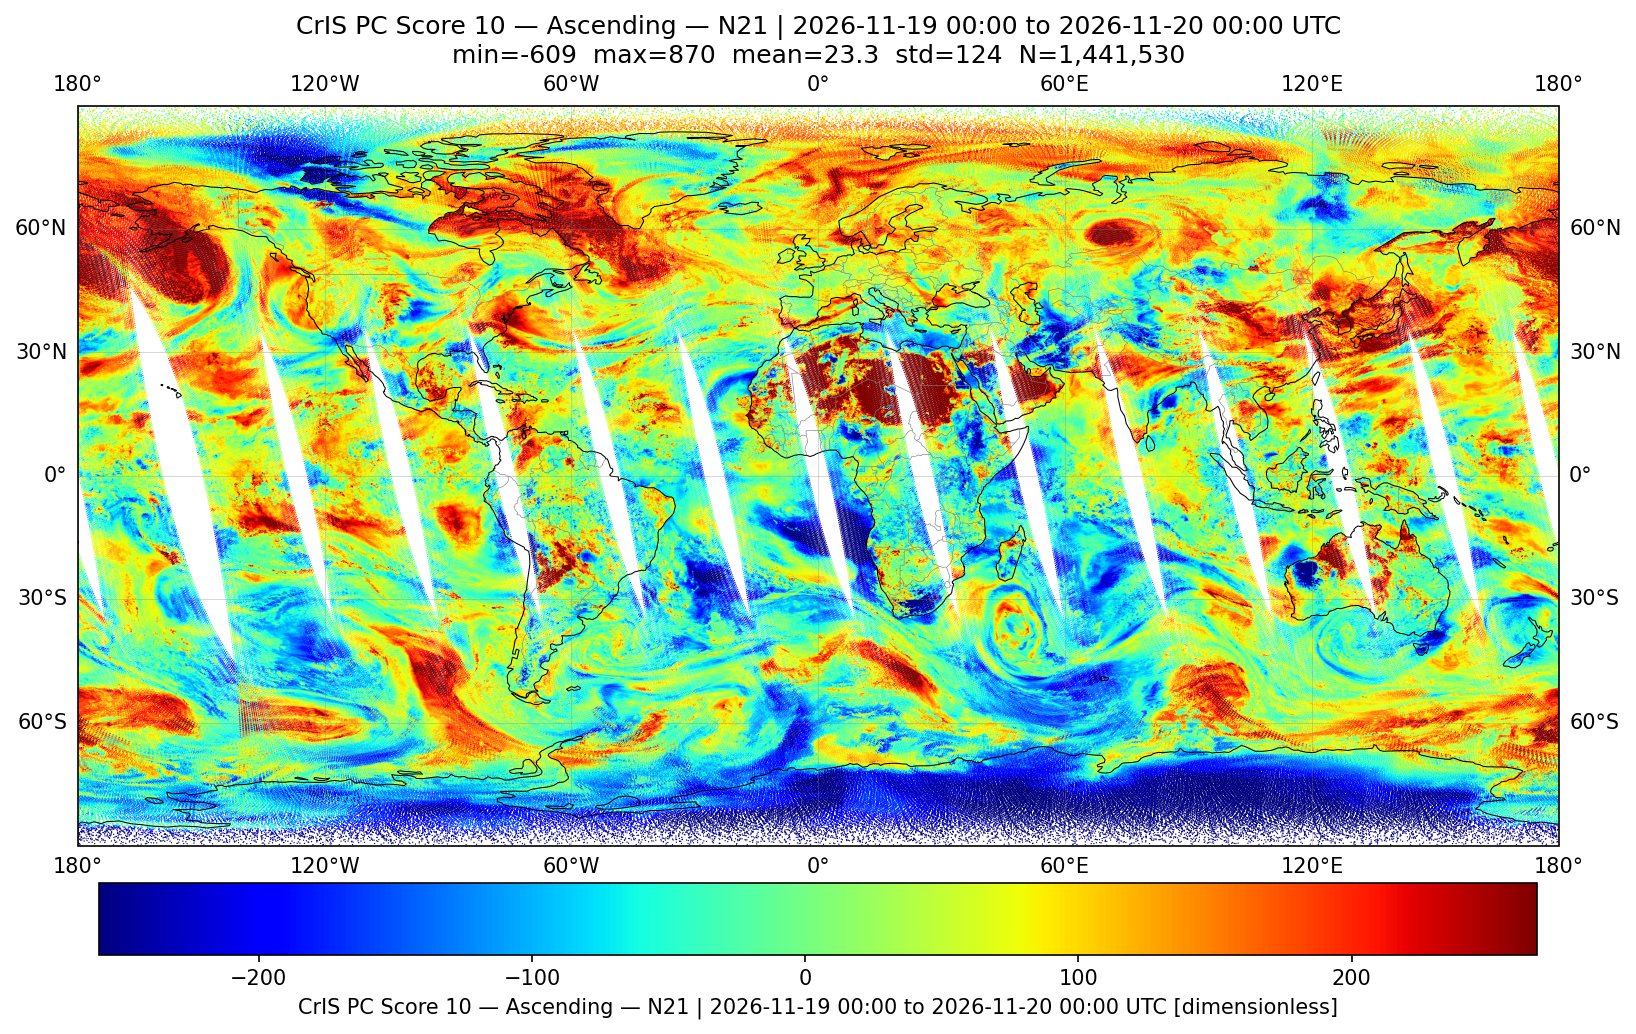 CrIS PC Score 10 — Ascending — N21 | 2026-11-19 00:00 to 2026-11-20 00:00 UTC
min=-609  max=870  mean=23.3  std=124  N=1,441,530
180° 120°W 60°W 0° 60°E 120°E 180°
60°N 60°N
30°N 30°N
0° 0°
30°S 30°S
60°S 60°S
180° 120°W 60°W 0° 60°E 120°E 180°
−200 −100 0 100 200
CrIS PC Score 10 — Ascending — N21 | 2026-11-19 00:00 to 2026-11-20 00:00 UTC [dimensionless]